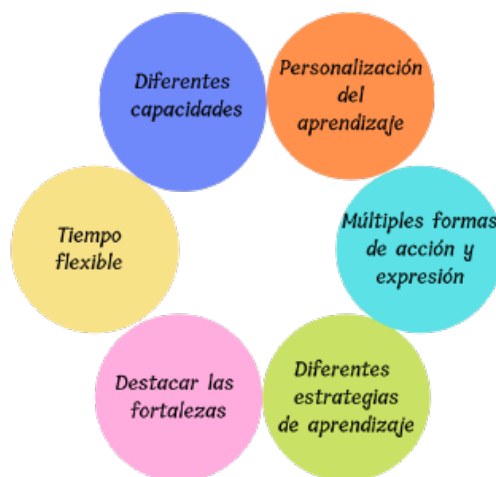 Diferentes
capacidades
Personalización
del
aprendizaje
Múltiples formas
de acción y
expresión
Diferentes
estrategias
de aprendizaje
Destacar las
fortalezas
Tiempo
flexible